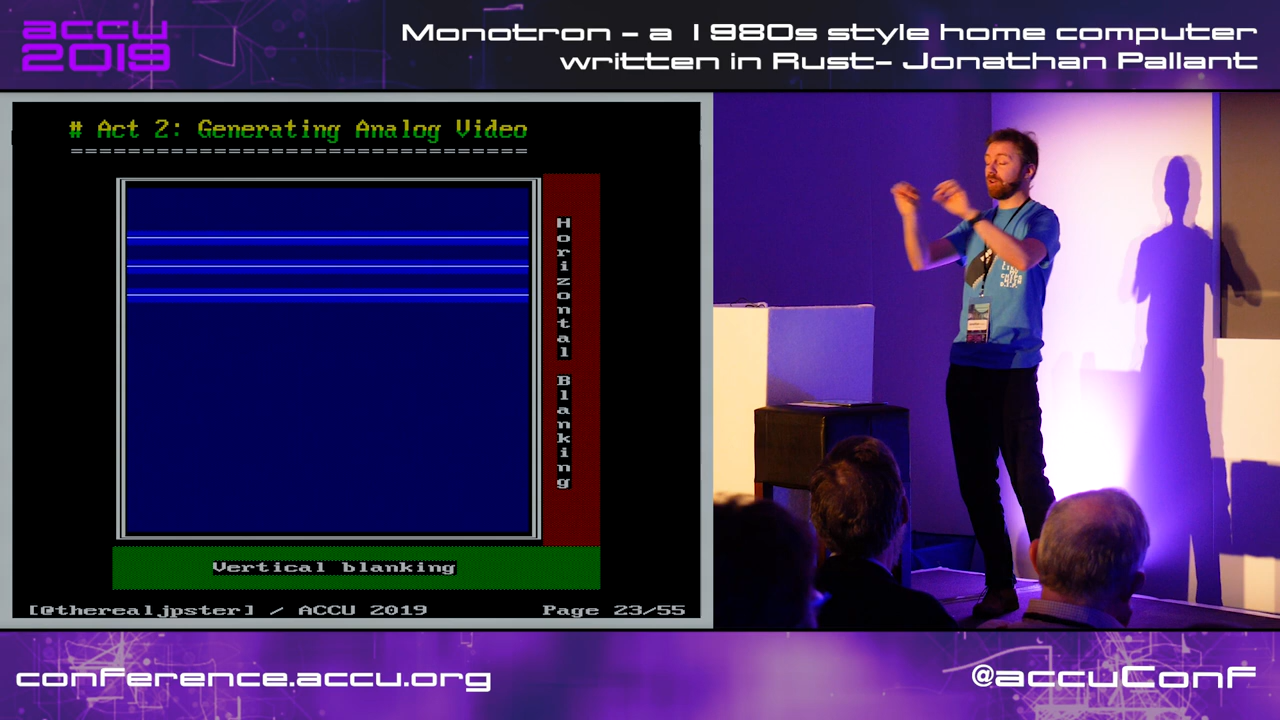 accu
2019
Monotron - a 1980s style home computer
written in Rust- Jonathan Pallant
# Act 2: Generating Analog Video
================================
Horizontal Blanking
Vertical blanking
[@therealjpster] / ACCU 2019
Page 23/55
conference.accu.org
@accuConf